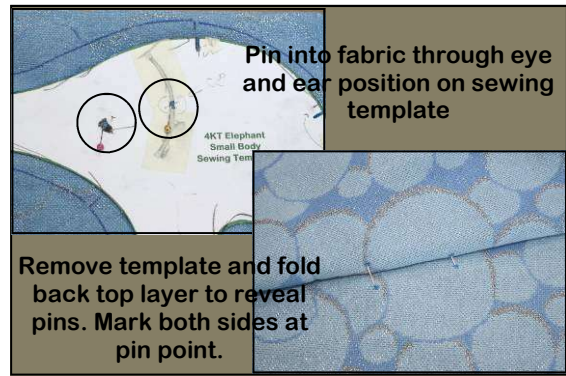 Pin into fabric through eye
and ear position on sewing
template
4KT Elephant
Small Body
Sewing Tem
Remove template and fold
back top layer to reveal
pins. Mark both sides at
pin point.